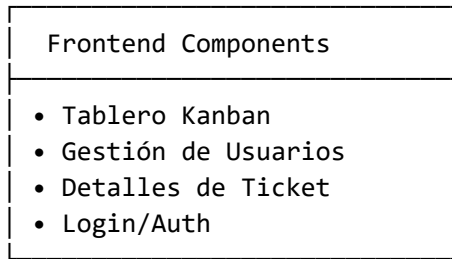 Frontend Components
• Tablero Kanban
• Gestión de Usuarios
• Detalles de Ticket
• Login/Auth